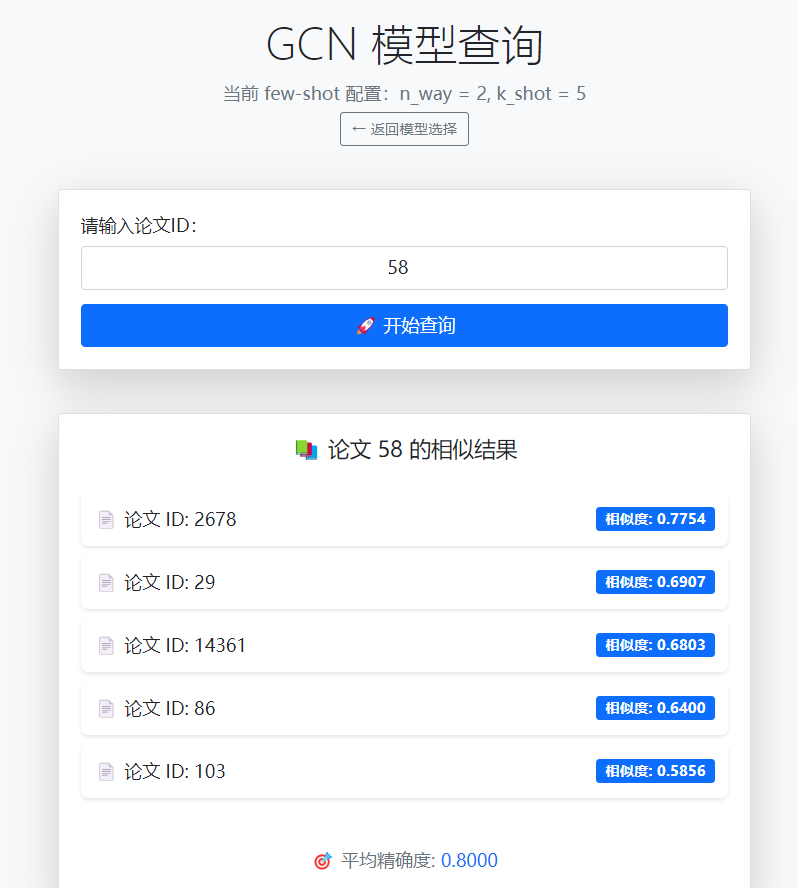 GCN 模型查询
当前 few-shot 配置：n_way = 2, k_shot = 5
← 返回模型选择
请输入论文ID：
58
开始查询
论文 58 的相似结果
论文 ID: 2678 相似度: 0.7754
论文 ID: 29 相似度: 0.6907
论文 ID: 14361 相似度: 0.6803
论文 ID: 86 相似度: 0.6400
论文 ID: 103 相似度: 0.5856
平均精确度: 0.8000